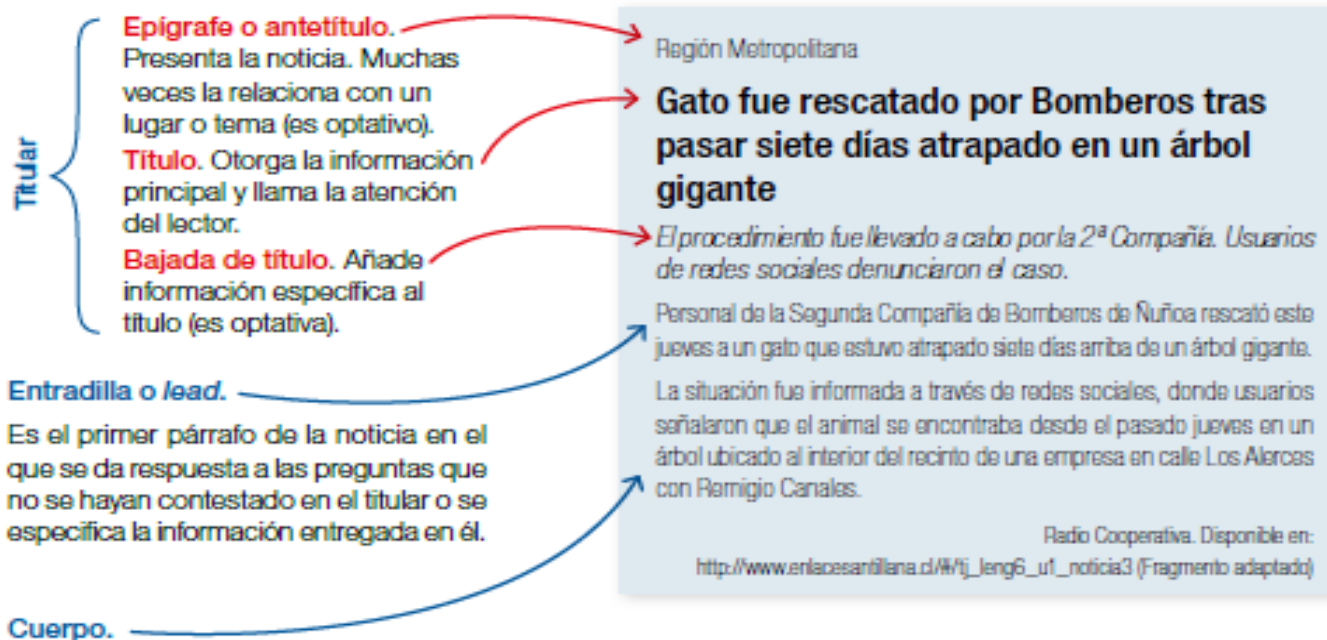 Titular
Epígrafe o antetítulo.
Presenta la noticia. Muchas
veces la relaciona con un
lugar o tema (es optativo).
Título. Otorga la información
principal y llama la atención
del lector.
Bajada de título. Añade
información específica al
título (es optativa).
Entradilla o lead.
Es el primer párrafo de la noticia en el
que se da respuesta a las preguntas que
no se hayan contestado en el titular o se
especifica la información entregada en él.
Cuerpo.
Región Metropolitana
Gato fue rescatado por Bomberos tras
pasar siete días atrapado en un árbol
gigante
El procedimiento fue llevado a cabo por la 2ª Compañía. Usuarios
de redes sociales denunciaron el caso.
Personal de la Segunda Compañía de Bomberos de Ñuñoa rescató este
jueves a un gato que estuvo atrapado siete días arriba de un árbol gigante.
La situación fue informada a través de redes sociales, donde usuarios
señalaron que el animal se encontraba desde el pasado jueves en un
árbol ubicado al interior del recinto de una empresa en calle Los Alerces
con Remigio Canales.
Radio Cooperativa. Disponible en:
http://www.enlacesantillana.cl/#/tj_leng6_u1_noticia3 (Fragmento adaptado)